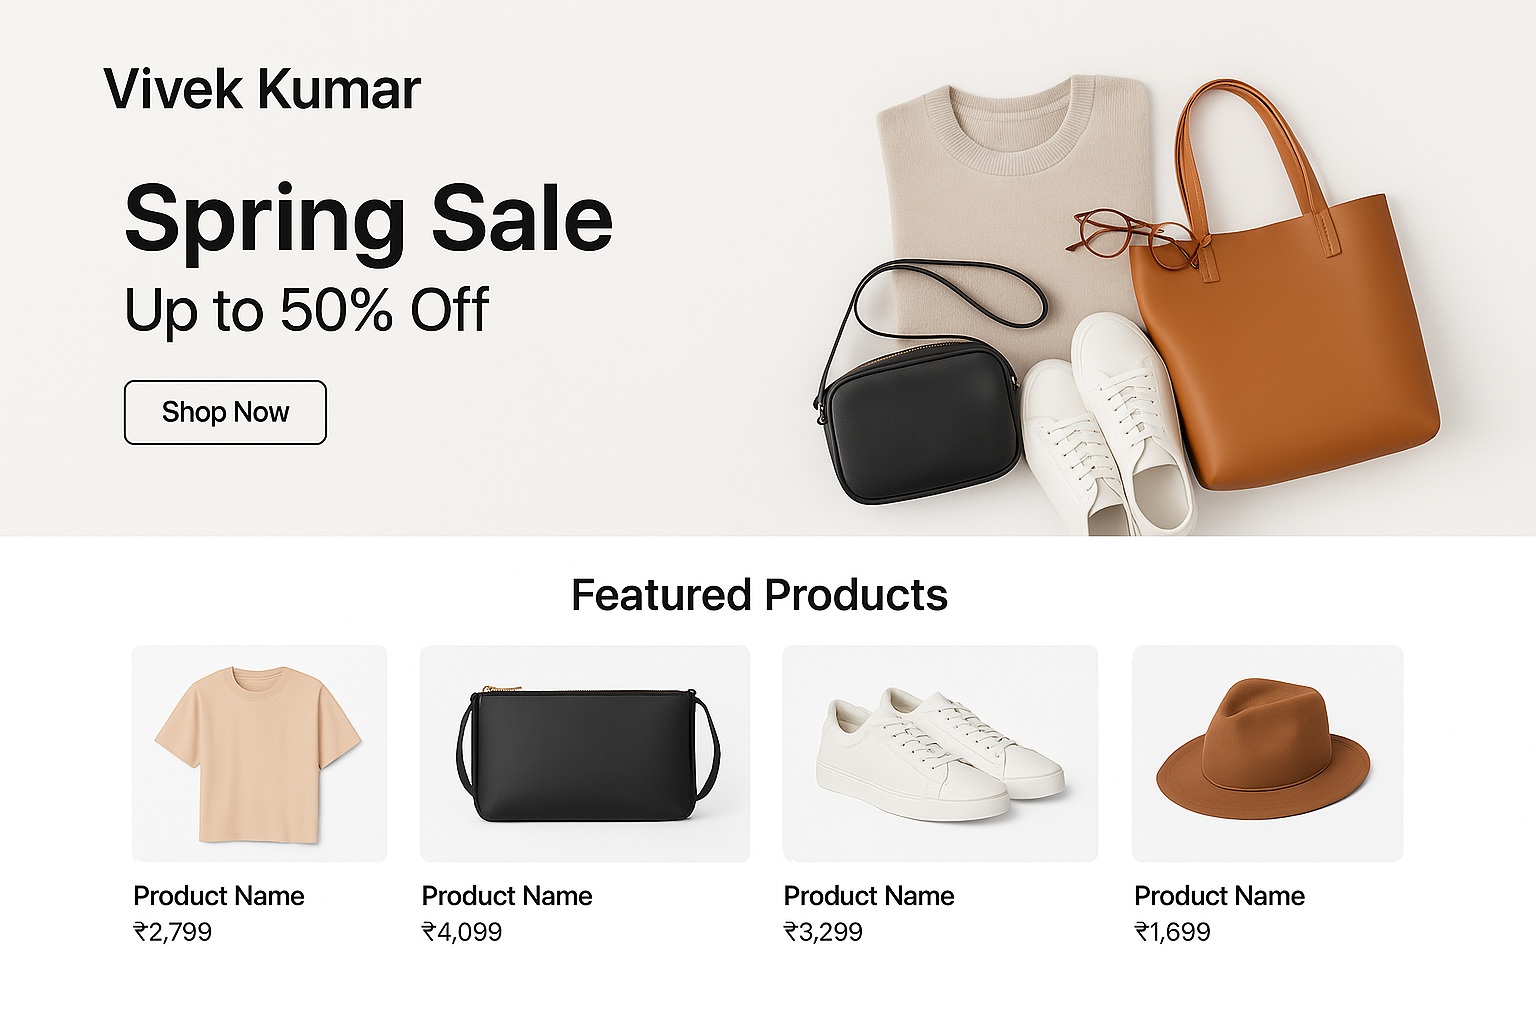 Vivek Kumar
Spring Sale
Up to 50% Off
Shop Now
Featured Products
Product Name
₹2,799
Product Name
₹4,099
Product Name
₹3,299
Product Name
₹1,699